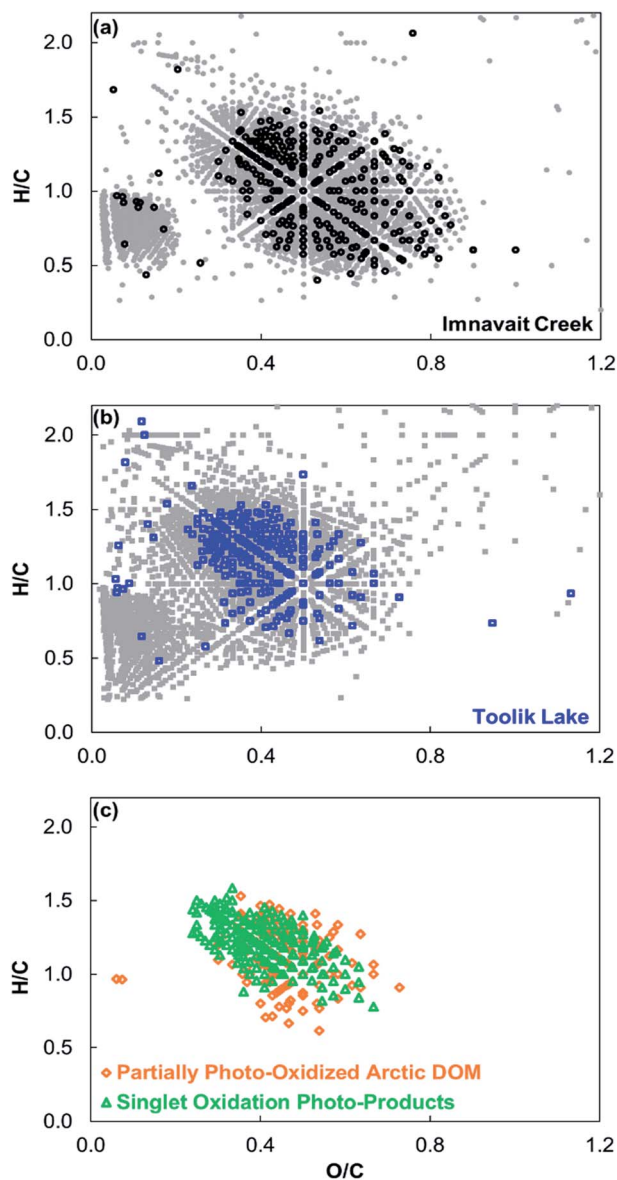 (a)
2.0
1.5
H/C
1.0
0.5
0.0
Imnavait Creek
0.0 0.4 0.8 1.2
(b)
2.0
1.5
H/C
1.0
0.5
0.0
Toolik Lake
0.0 0.4 0.8 1.2
(c)
2.0
1.5
H/C
1.0
0.5
Partially Photo-Oxidized Arctic DOM
Singlet Oxidation Photo-Products
0.0
0.0 0.4 0.8 1.2
O/C